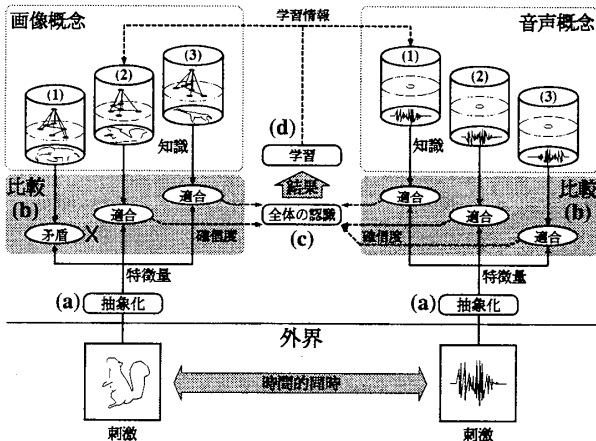 画像概念
学習情報
音声概念
(1)
(2)
(3)
(1)
(2)
(3)
知識
(d)
学習
知識
比較
(b)
結果
比較
(b)
矛盾
適合
適合
全体の認識
(c)
適合
適合
適合
確信度
確信度
特徴量
特徴量
(a)
抽象化
(a)
抽象化
外界
時間的同時
刺激
刺激